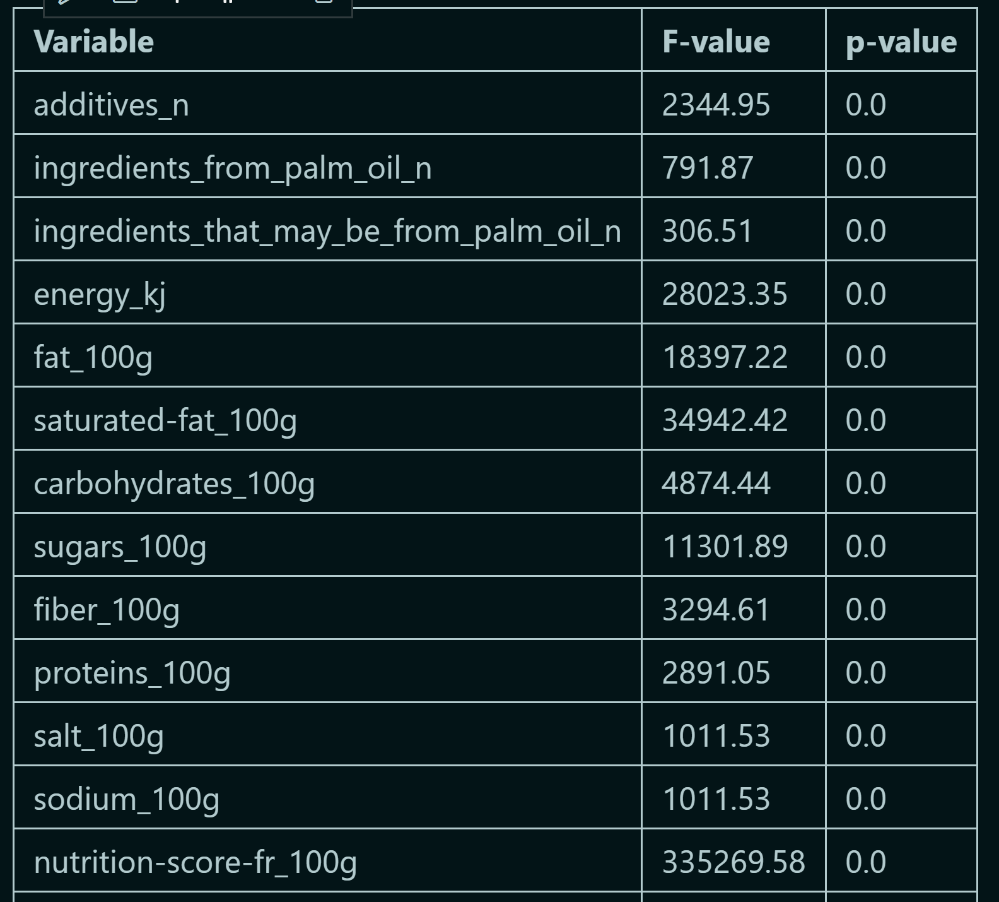 Variable F-value p-value
additives_n 2344.95 0.0
ingredients_from_palm_oil_n 791.87 0.0
ingredients_that_may_be_from_palm_oil_n 306.51 0.0
energy_kj 28023.35 0.0
fat_100g 18397.22 0.0
saturated-fat_100g 34942.42 0.0
carbohydrates_100g 4874.44 0.0
sugars_100g 11301.89 0.0
fiber_100g 3294.61 0.0
proteins_100g 2891.05 0.0
salt_100g 1011.53 0.0
sodium_100g 1011.53 0.0
nutrition-score-fr_100g 335269.58 0.0